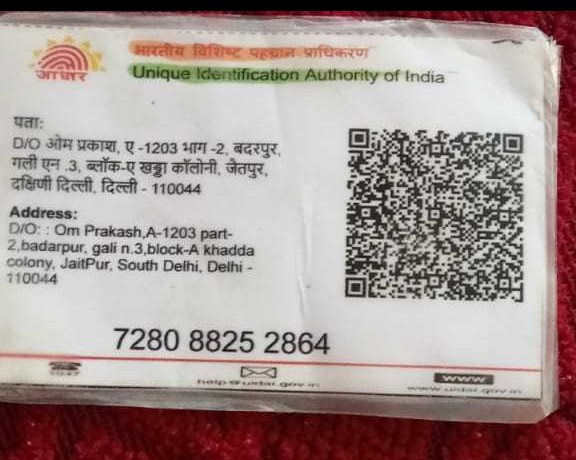 आधार
भारतीय विशिष्ट पहचान प्राधिकरण
Unique Identification Authority of India
पता:
D/O ओम प्रकाश, ए -1203 भाग -2, बदरपुर,
गली एन .3, ब्लॉक-ए खड्डा कॉलोनी, जेतपुर,
दक्षिणी दिल्ली, दिल्ली - 110044
Address:
D/O: : Om Prakash,A-1203 part-
2,badarpur, gali n.3,block-A khadda
colony, JaitPur, South Delhi, Delhi -
110044
7280 8825 2864
1947
help@uidai.gov.in
www
www.uidai.gov.in